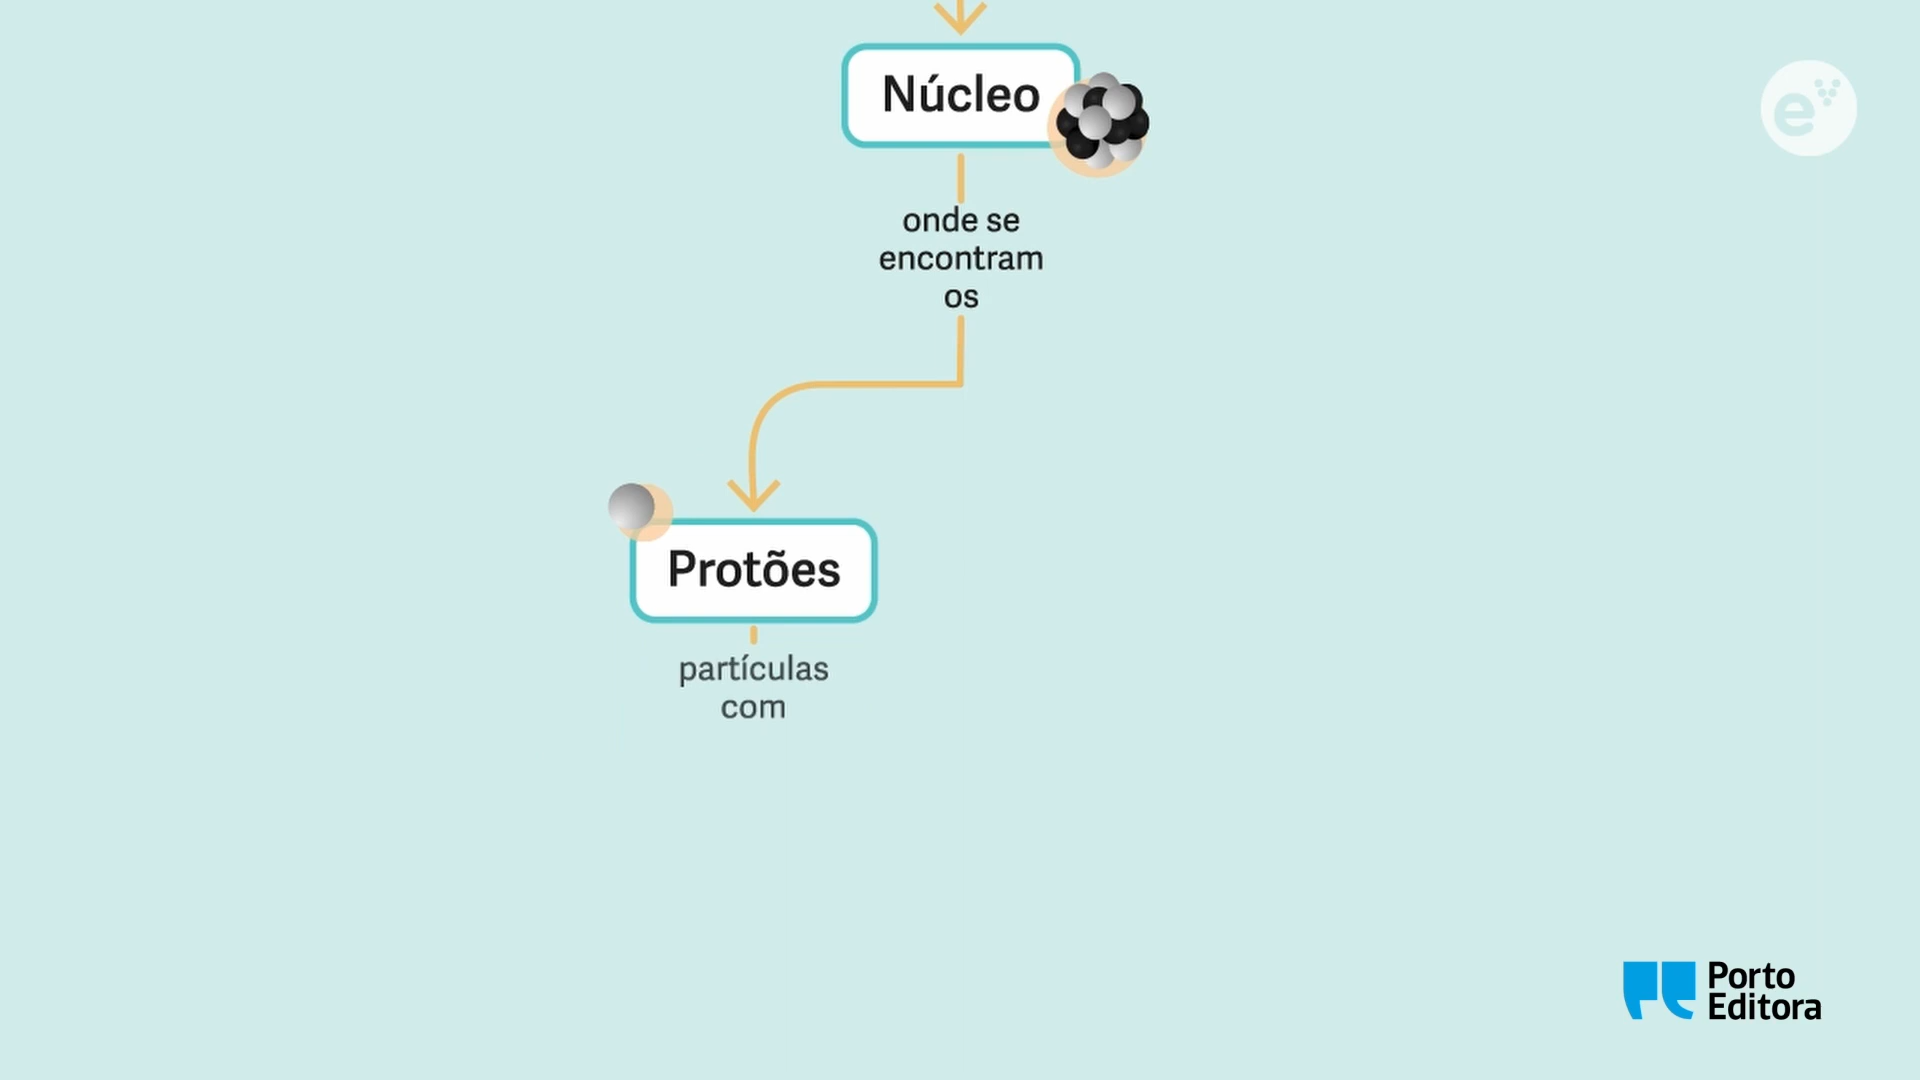 Núcleo
e
onde se
encontram
os
Protões
partículas
com
Porto
Editora